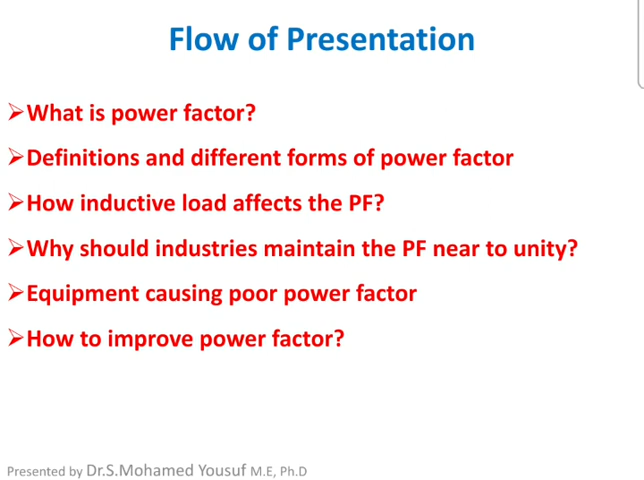 Flow of Presentation
➢What is power factor?
➢Definitions and different forms of power factor
➢How inductive load affects the PF?
➢Why should industries maintain the PF near to unity?
➢Equipment causing poor power factor
➢How to improve power factor?
Presented by Dr.S.Mohamed Yousuf M.E, Ph.D